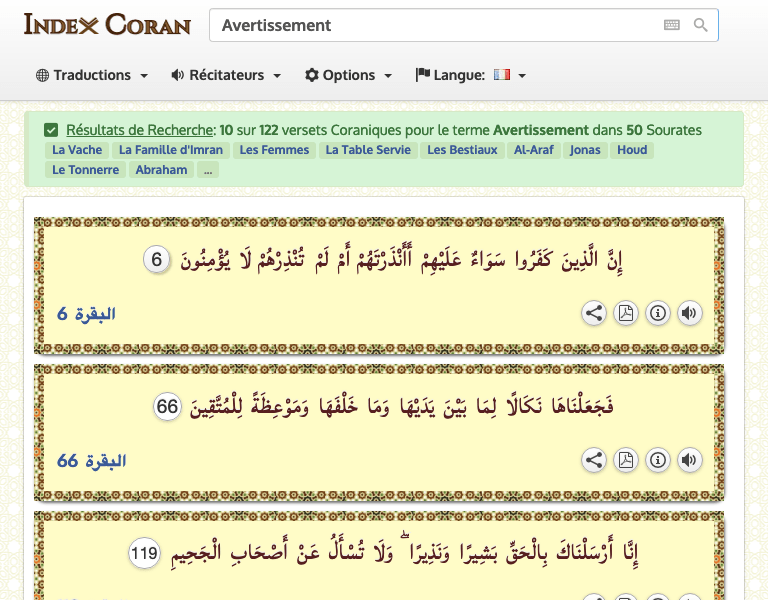 Index Coran
Avertissement
Traductions Récitateurs Options Langue:
Résultats de Recherche: 10 sur 122 versets Coraniques pour le terme Avertissement dans 50 Sourates
La Vache La Famille d'Imran Les Femmes La Table Servie Les Bestiaux Al-Araf Jonas Houd
Le Tonnerre Abraham ...
إِنَّ الَّذِينَ كَفَرُوا سَوَاءٌ عَلَيْهِمْ أَأَنْذَرْتَهُمْ أَمْ لَمْ تُنْذِرْهُمْ لَا يُؤْمِنُونَ 6
البقرة 6
فَجَعَلْنَاهَا نَكَالًا لِمَا بَيْنَ يَدَيْهَا وَمَا خَلْفَهَا وَمَوْعِظَةً لِلْمُتَّقِينَ 66
البقرة 66
إِنَّا أَرْسَلْنَاكَ بِالْحَقِّ بَشِيرًا وَنَذِيرًا ۖ وَلَا تُسْأَلُ عَنْ أَصْحَابِ الْجَحِيمِ 119